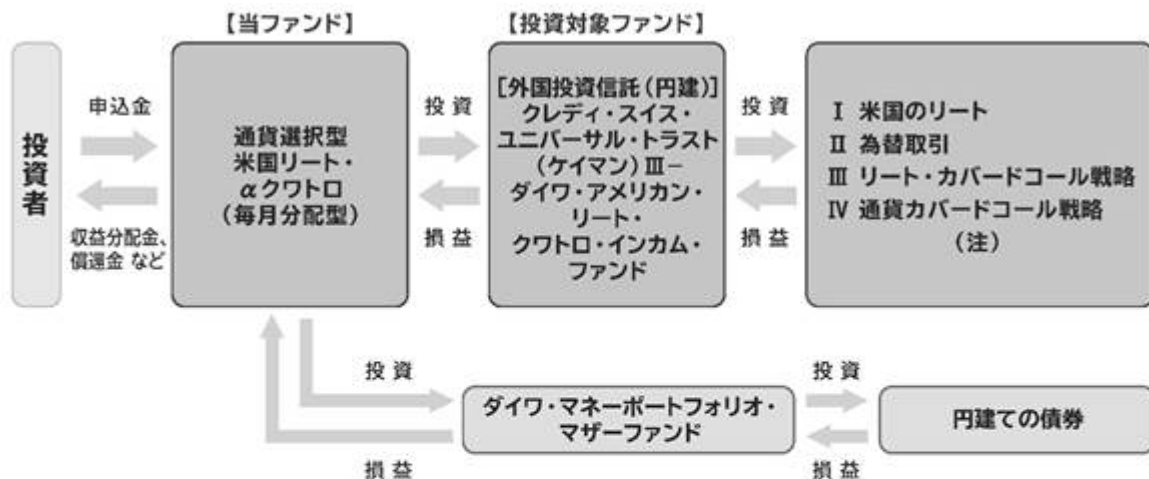 【当ファンド】
【投資対象ファンド】
投資者
申込金
収益分配金、
償還金 など
通貨選択型
米国リート・
αクワトロ
(毎月分配型)
投資
損益
[外国投資信託(円建)]
クレディ・スイス・
ユニバーサル・トラスト
(ケイマン)Ⅲ-
ダイワ・アメリカン・
リート・
クワトロ・インカム・
ファンド
投資
損益
Ⅰ 米国のリート
Ⅱ 為替取引
Ⅲ リート・カバードコール戦略
Ⅳ 通貨カバードコール戦略
(注)
投資
損益
ダイワ・マネーポートフォリオ・
マザーファンド
投資
損益
円建ての債券